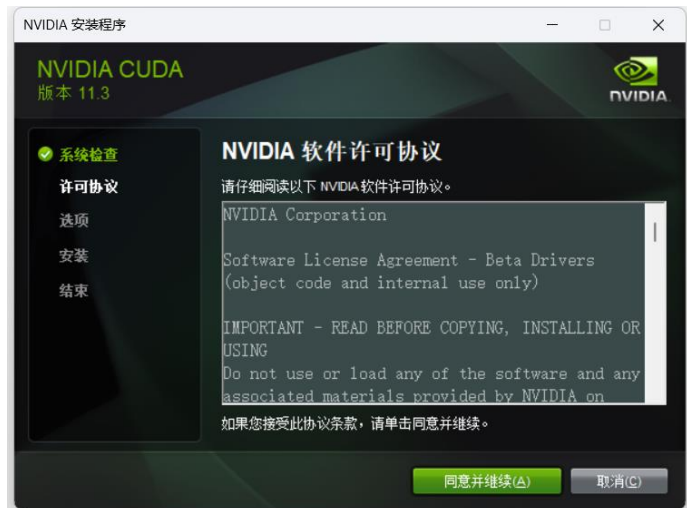 NVIDIA 安装程序
NVIDIA CUDA
版本 11.3
NVIDIA.
系统检查
许可协议
选项
安装
结束
NVIDIA 软件许可协议
请仔细阅读以下 NVIDIA 软件许可协议。
NVIDIA Corporation
Software License Agreement - Beta Drivers
(object code and internal use only)
IMPORTANT - READ BEFORE COPYING, INSTALLING OR
USING
Do not use or load any of the software and any
associated materials provided by NVIDIA on
如果您接受此协议条款，请单击同意并继续。
同意并继续(A)
取消(C)